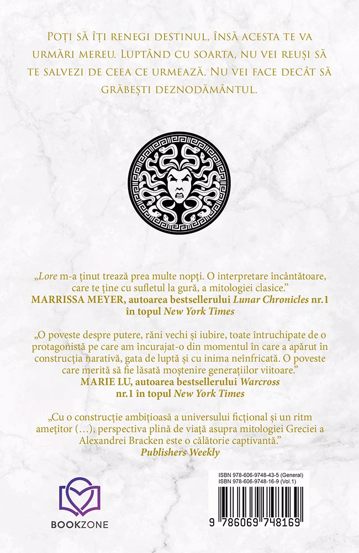 Poți să îți renegi destinul, însă acesta te va
urmări mereu. Luptând cu soarta, nu vei reuși să
te salvezi de ceea ce urmează. Nu vei face decât să
grăbești deznodământul.
„Lore m-a ținut trează prea multe nopți. O interpretare încântătoare,
care te ține cu sufletul la gură, a mitologiei clasice.”
MARRISSA MEYER, autoarea bestsellerului Lunar Chronicles nr.1
în topul New York Times
„O poveste despre putere, răni vechi și iubire, toate întruchipate de o
protagonistă pe care am încurajat-o din momentul în care a apărut în
construcția narativă, gata de luptă și cu inima neînfricată. O poveste
care merită să fie lăsată moștenire generațiilor viitoare.”
MARIE LU, autoarea bestsellerului Warcross
nr.1 în topul New York Times
„Cu o construcție ambițioasă a universului ficțional și un ritm
amețitor (…), perspectiva plină de viață asupra mitologiei Greciei a
Alexandrei Bracken este o călătorie captivantă.”
Publishers Weekly
ISBN 978-606-9748-43-5 (General)
ISBN 978-606-9748-16-9 (Vol.1)
9 786069 748169
BOOKZONE